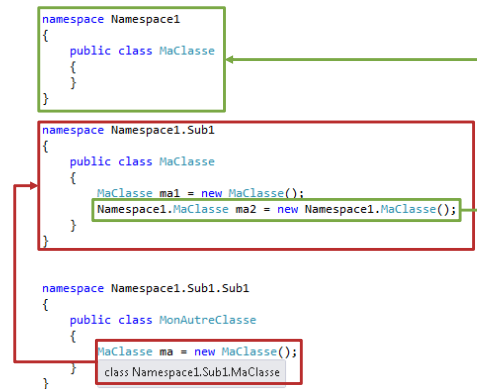 namespace Namespace1
{
public class MaClasse
{
}
}
namespace Namespace1.Sub1
{
public class MaClasse
{
MaClasse ma1 = new MaClasse();
Namespace1.MaClasse ma2 = new Namespace1.MaClasse();
}
}
namespace Namespace1.Sub1.Sub1
{
public class MonAutreClasse
{
MaClasse ma = new MaClasse();
}
class Namespace1.Sub1.MaClasse
}